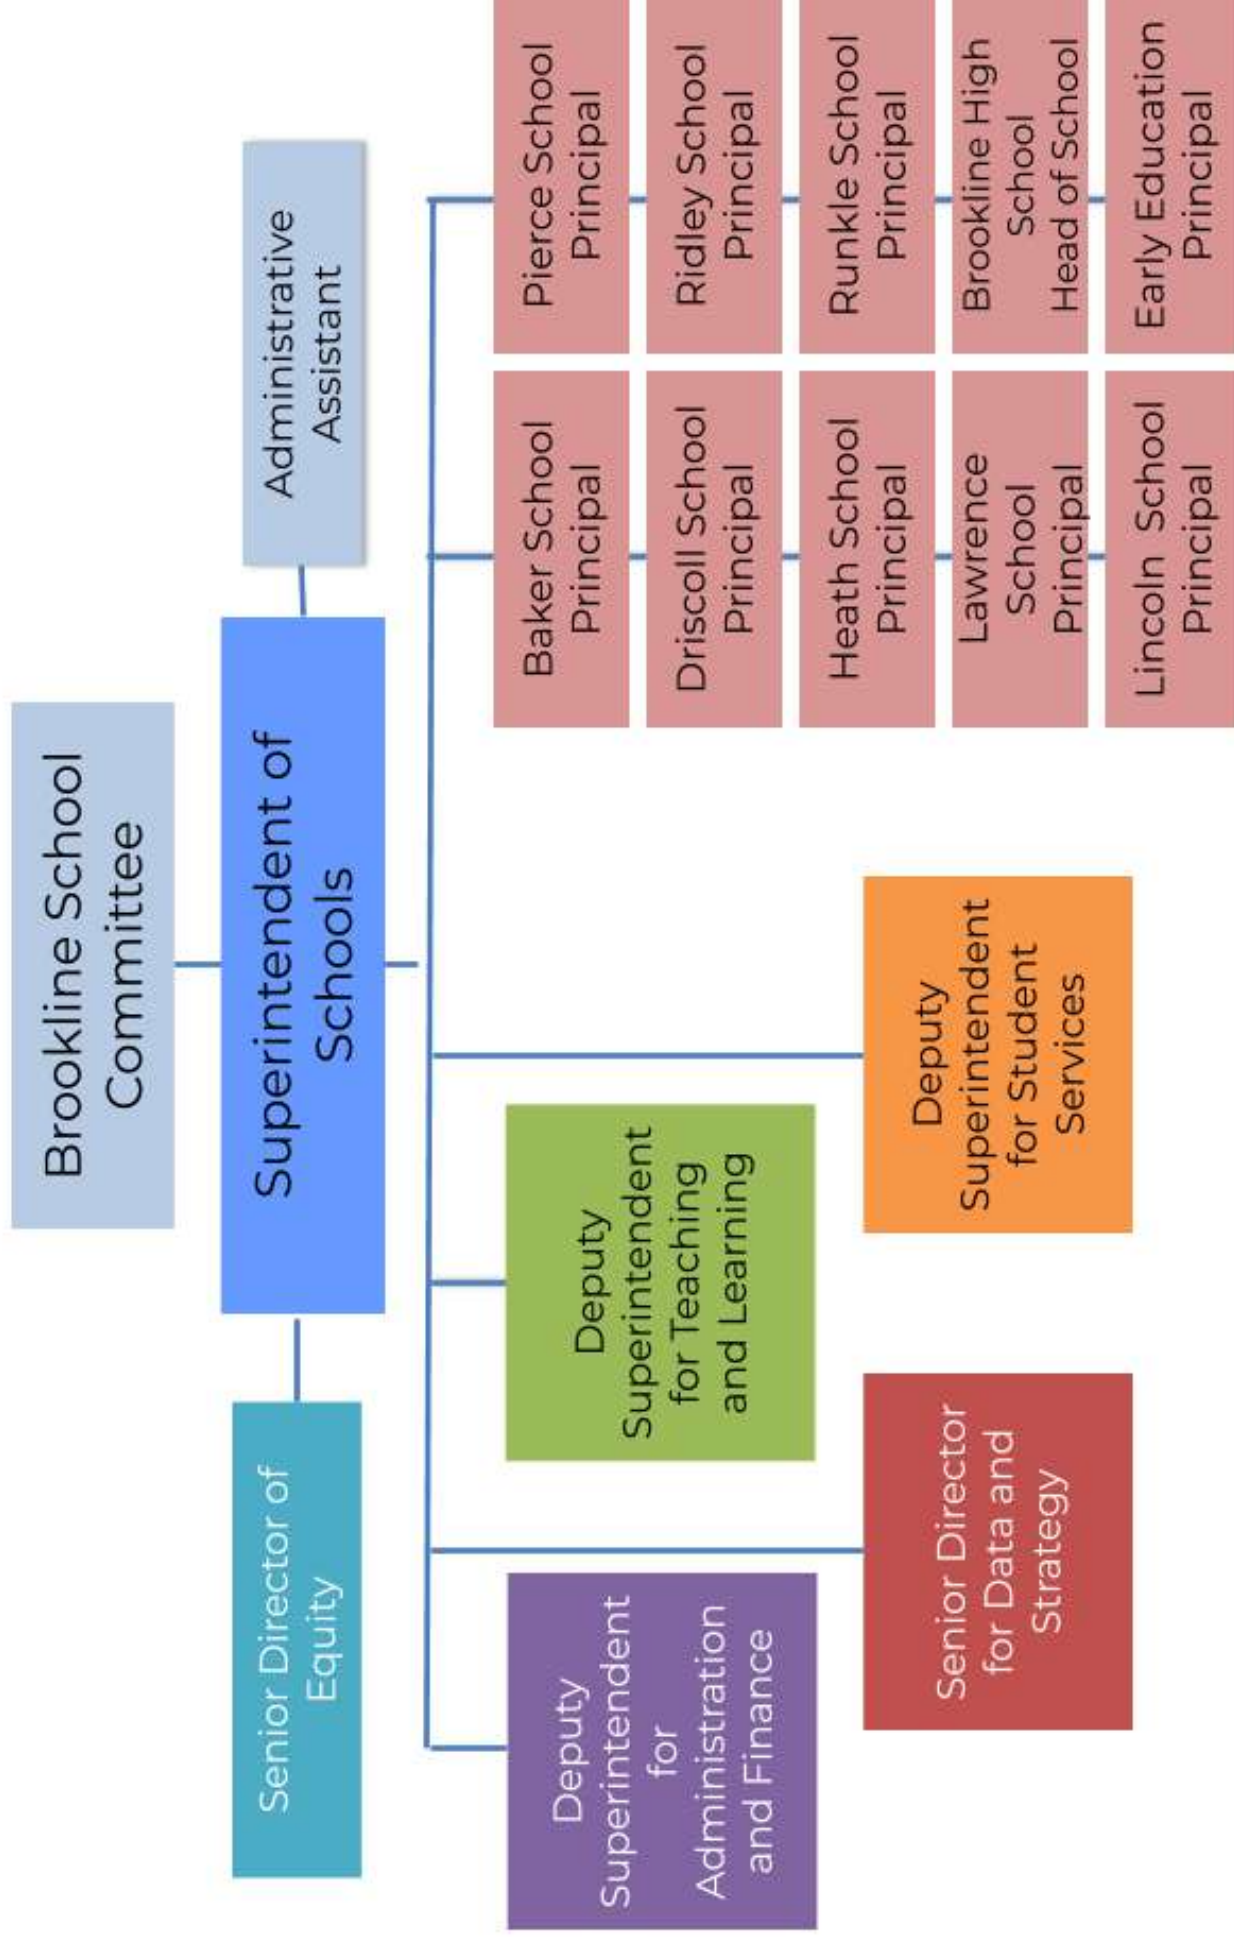 Brookline School
Committee
Senior Director of
Equity
Superintendent of
Schools
Administrative
Assistant
Deputy
Superintendent
for
Administration
and Finance
Senior Director
for Data and
Strategy
Deputy
Superintendent
for Teaching
and Learning
Deputy
Superintendent
for Student
Services
Baker School
Principal
Driscoll School
Principal
Heath School
Principal
Lawrence
School
Principal
Lincoln School
Principal
Pierce School
Principal
Ridley School
Principal
Runkle School
Principal
Brookline High
School
Head of School
Early Education
Principal